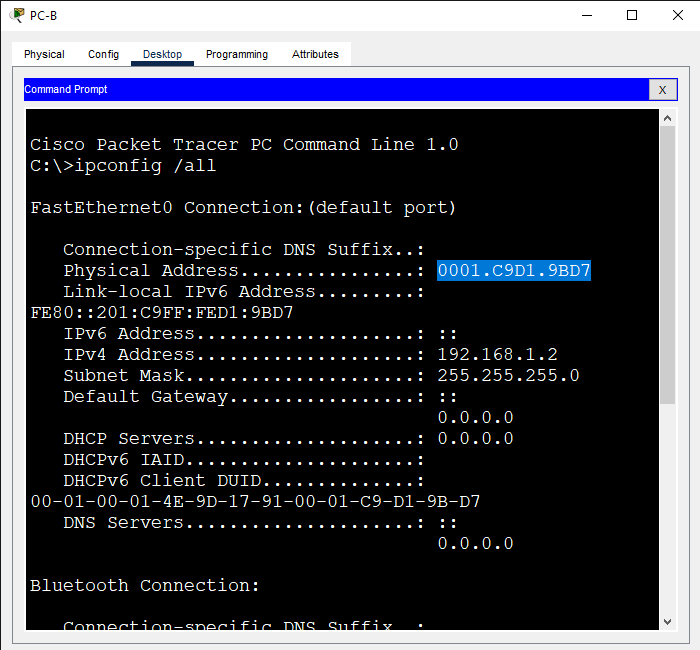 PC-B
Physical Config Desktop Programming Attributes
Command Prompt X
Cisco Packet Tracer PC Command Line 1.0
C:\>ipconfig /all
FastEthernet0 Connection:(default port)
Connection-specific DNS Suffix..:
Physical Address................: 0001.C9D1.9BD7
Link-local IPv6 Address.........:
FE80::201:C9FF:FED1:9BD7
IPv6 Address....................: ::
IPv4 Address....................: 192.168.1.2
Subnet Mask.....................: 255.255.255.0
Default Gateway.................: ::
0.0.0.0
DHCP Servers....................: 0.0.0.0
DHCPv6 IAID.....................:
DHCPv6 Client DUID..............:
00-01-00-01-4E-9D-17-91-00-01-C9-D1-9B-D7
DNS Servers.....................: ::
0.0.0.0
Bluetooth Connection:
Connection-specific DNS Suffix..: